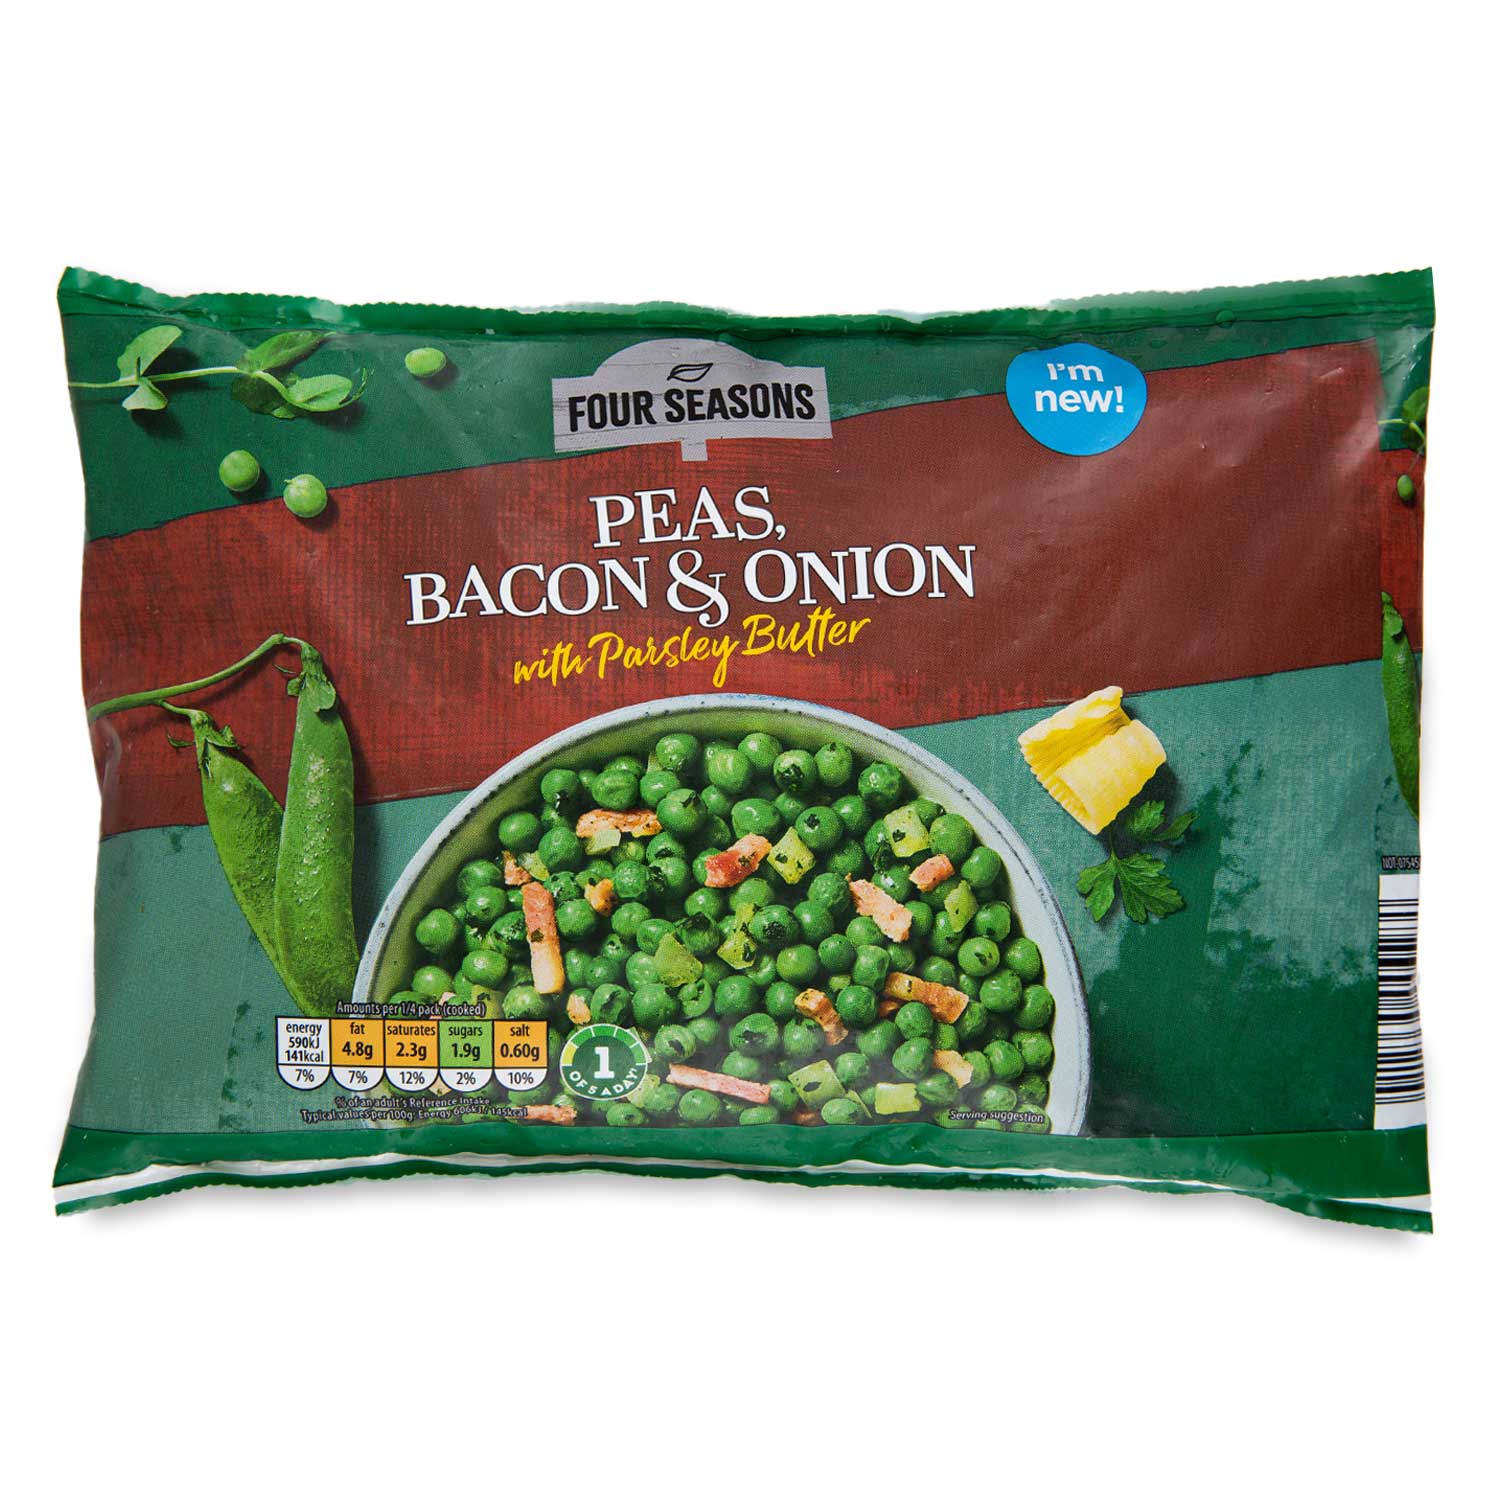 FOUR SEASONS
I'm
new!
PEAS,
BACON & ONION
with Parsley Butter
NOT-0754
Amounts per 1/4 pack (cooked)
energy
590kJ
141kcal
7%
fat
4.8g
7%
saturates
2.3g
12%
sugars
1.9g
2%
salt
0.60g
10%
1
OF 5 A DAY!
% of an adult's Reference Intake
Typical values per 100g: Energy 606kJ / 145kcal
Serving suggestion